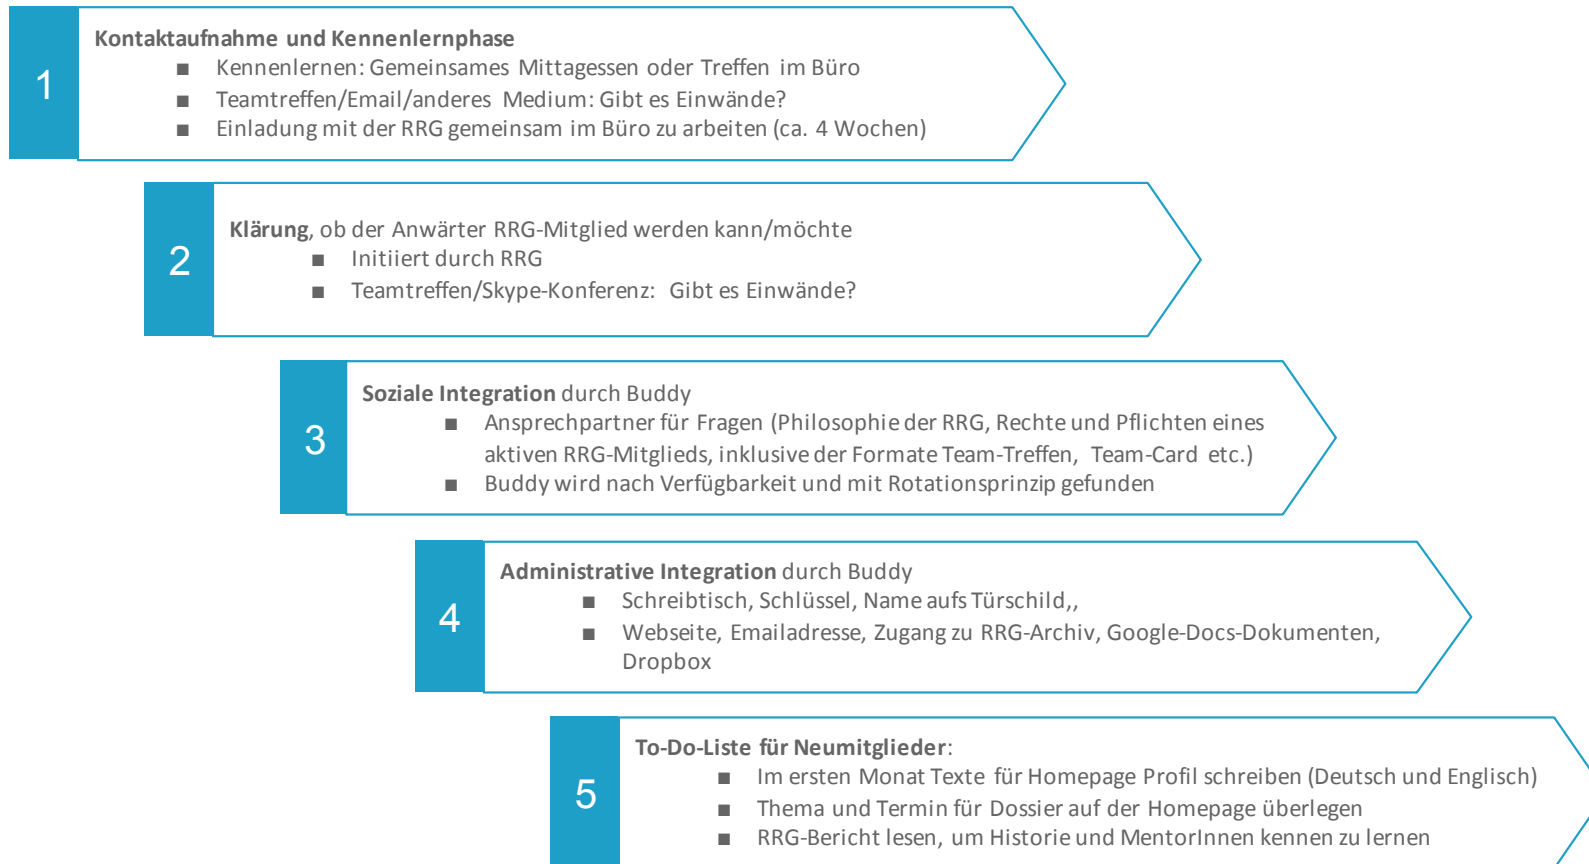 1
Kontaktaufnahme und Kennenlernphase
■ Kennenlernen: Gemeinsames Mittagessen oder Treffen im Büro
■ Teamtreffen/Email/anderes Medium: Gibt es Einwände?
■ Einladung mit der RRG gemeinsam im Büro zu arbeiten (ca. 4 Wochen)
2
Klärung, ob der Anwärter RRG-Mitglied werden kann/möchte
■ Initiiert durch RRG
■ Teamtreffen/Skype-Konferenz: Gibt es Einwände?
3
Soziale Integration durch Buddy
■ Ansprechpartner für Fragen (Philosophie der RRG, Rechte und Pflichten eines
aktiven RRG-Mitglieds, inklusive der Formate Team-Treffen, Team-Card etc.)
■ Buddy wird nach Verfügbarkeit und mit Rotationsprinzip gefunden
4
Administrative Integration durch Buddy
■ Schreibtisch, Schlüssel, Name aufs Türschild,,
■ Webseite, Emailadresse, Zugang zu RRG-Archiv, Google-Docs-Dokumenten,
Dropbox
5
To-Do-Liste für Neumitglieder:
■ Im ersten Monat Texte für Homepage Profil schreiben (Deutsch und Englisch)
■ Thema und Termin für Dossier auf der Homepage überlegen
■ RRG-Bericht lesen, um Historie und MentorInnen kennen zu lernen